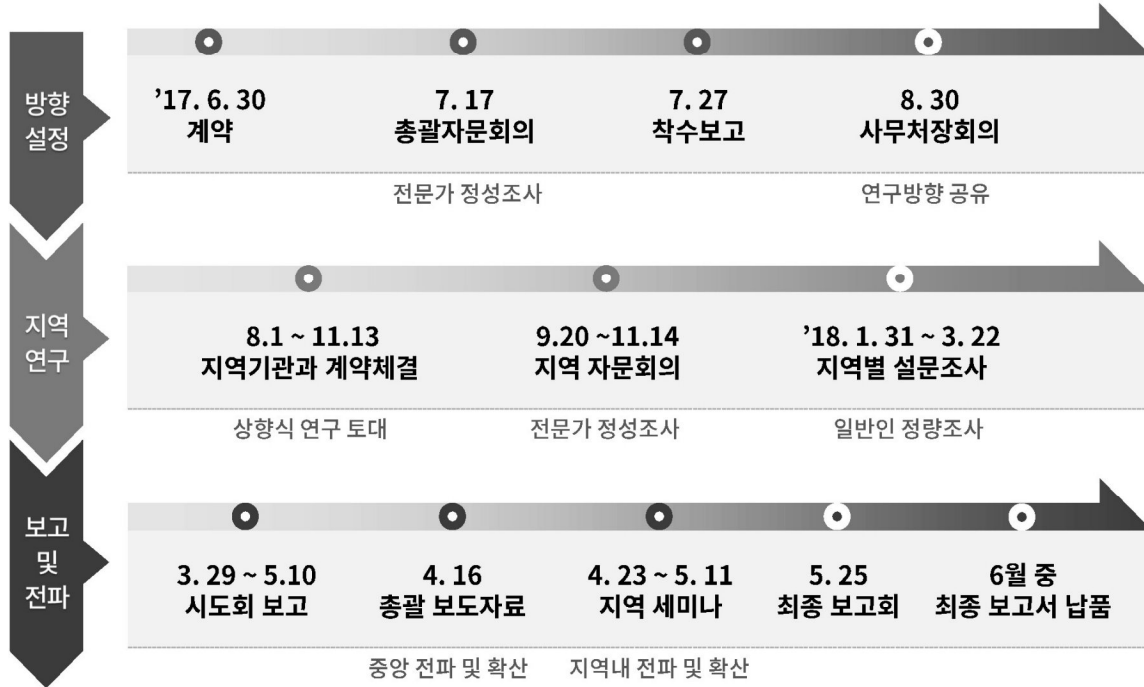 방향
설정
’17. 6. 30
계약
7. 17
총괄자문회의
7. 27
착수보고
8. 30
사무처장회의
전문가 정성조사
연구방향 공유
지역
연구
8.1 ~ 11.13
지역기관과 계약체결
9.20 ~11.14
지역 자문회의
’18. 1. 31 ~ 3. 22
지역별 설문조사
상향식 연구 토대
전문가 정성조사
일반인 정량조사
보고
및
전파
3. 29 ~ 5.10
시도회 보고
4. 16
총괄 보도자료
4. 23 ~ 5. 11
지역 세미나
5. 25
최종 보고회
6월 중
최종 보고서 납품
중앙 전파 및 확산
지역내 전파 및 확산